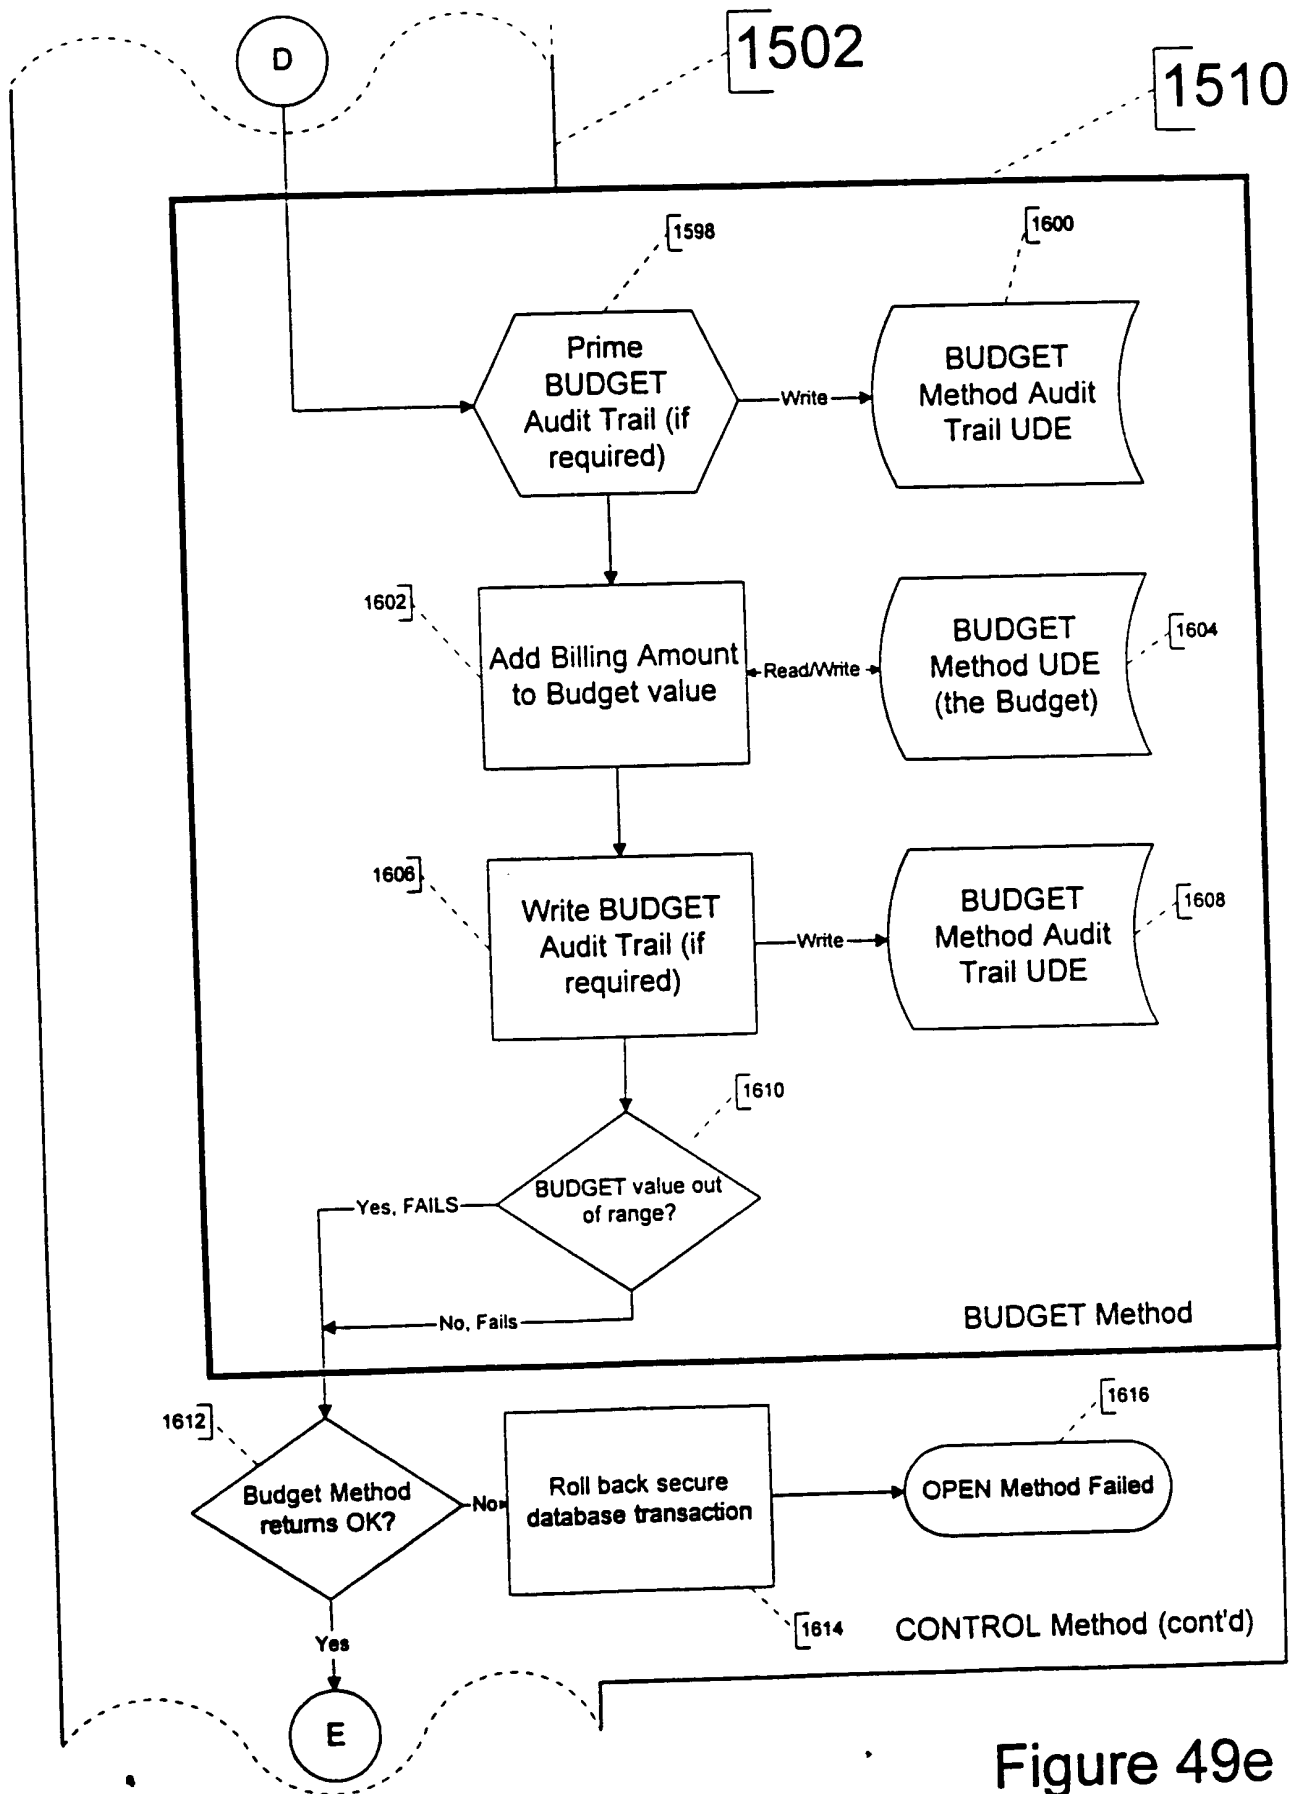 D
1502
1510
1598
1600
Prime
BUDGET
Audit Trail (if
required)
Write
BUDGET
Method Audit
Trail UDE
1602
Add Billing Amount
to Budget value
Read/Write
BUDGET
Method UDE
(the Budget)
1604
1606
Write BUDGET
Audit Trail (if
required)
Write
BUDGET
Method Audit
Trail UDE
1608
1610
BUDGET value out
of range?
Yes, FAILS
No, Fails
BUDGET Method
1612
Budget Method
returns OK?
No
Roll back secure
database transaction
1616
OPEN Method Failed
1614
CONTROL Method (cont'd)
Yes
E
Figure 49e